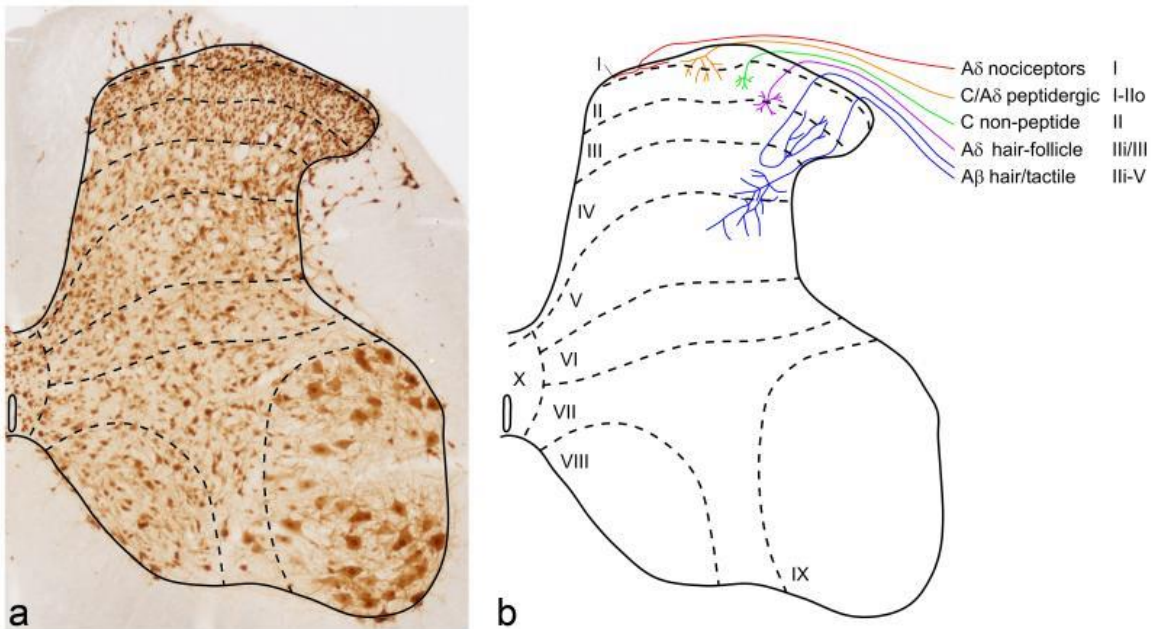 a
b
I
II
III
IV
V
VI
X
VII
VIII
IX
Aδ nociceptors I
C/Aδ peptidergic I-IIo
C non-peptide II
Aδ hair-follicle IIi/III
Aβ hair/tactile IIi-V